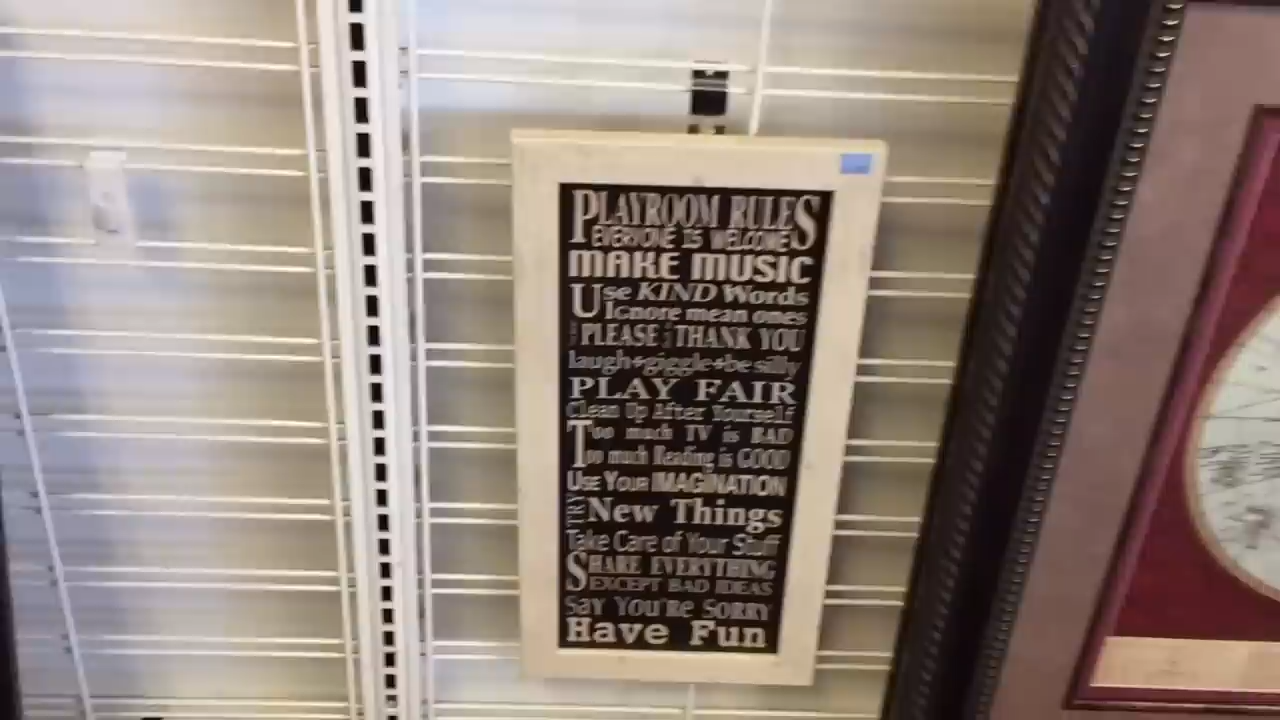 PLAYROOM RULES
EVERYONE IS WELCOME
MAKE MUSIC
Use KIND Words
Ignore mean ones
PLEASE THANK YOU
laugh+giggle+be silly
PLAY FAIR
Clean Up After Yourself
Too much TV is BAD
Too much Reading is GOOD
Use Your IMAGINATION
TRY New Things
Take Care of Your Stuff
SHARE EVERYTHING
EXCEPT BAD IDEAS
Say You're SORRY
Have Fun